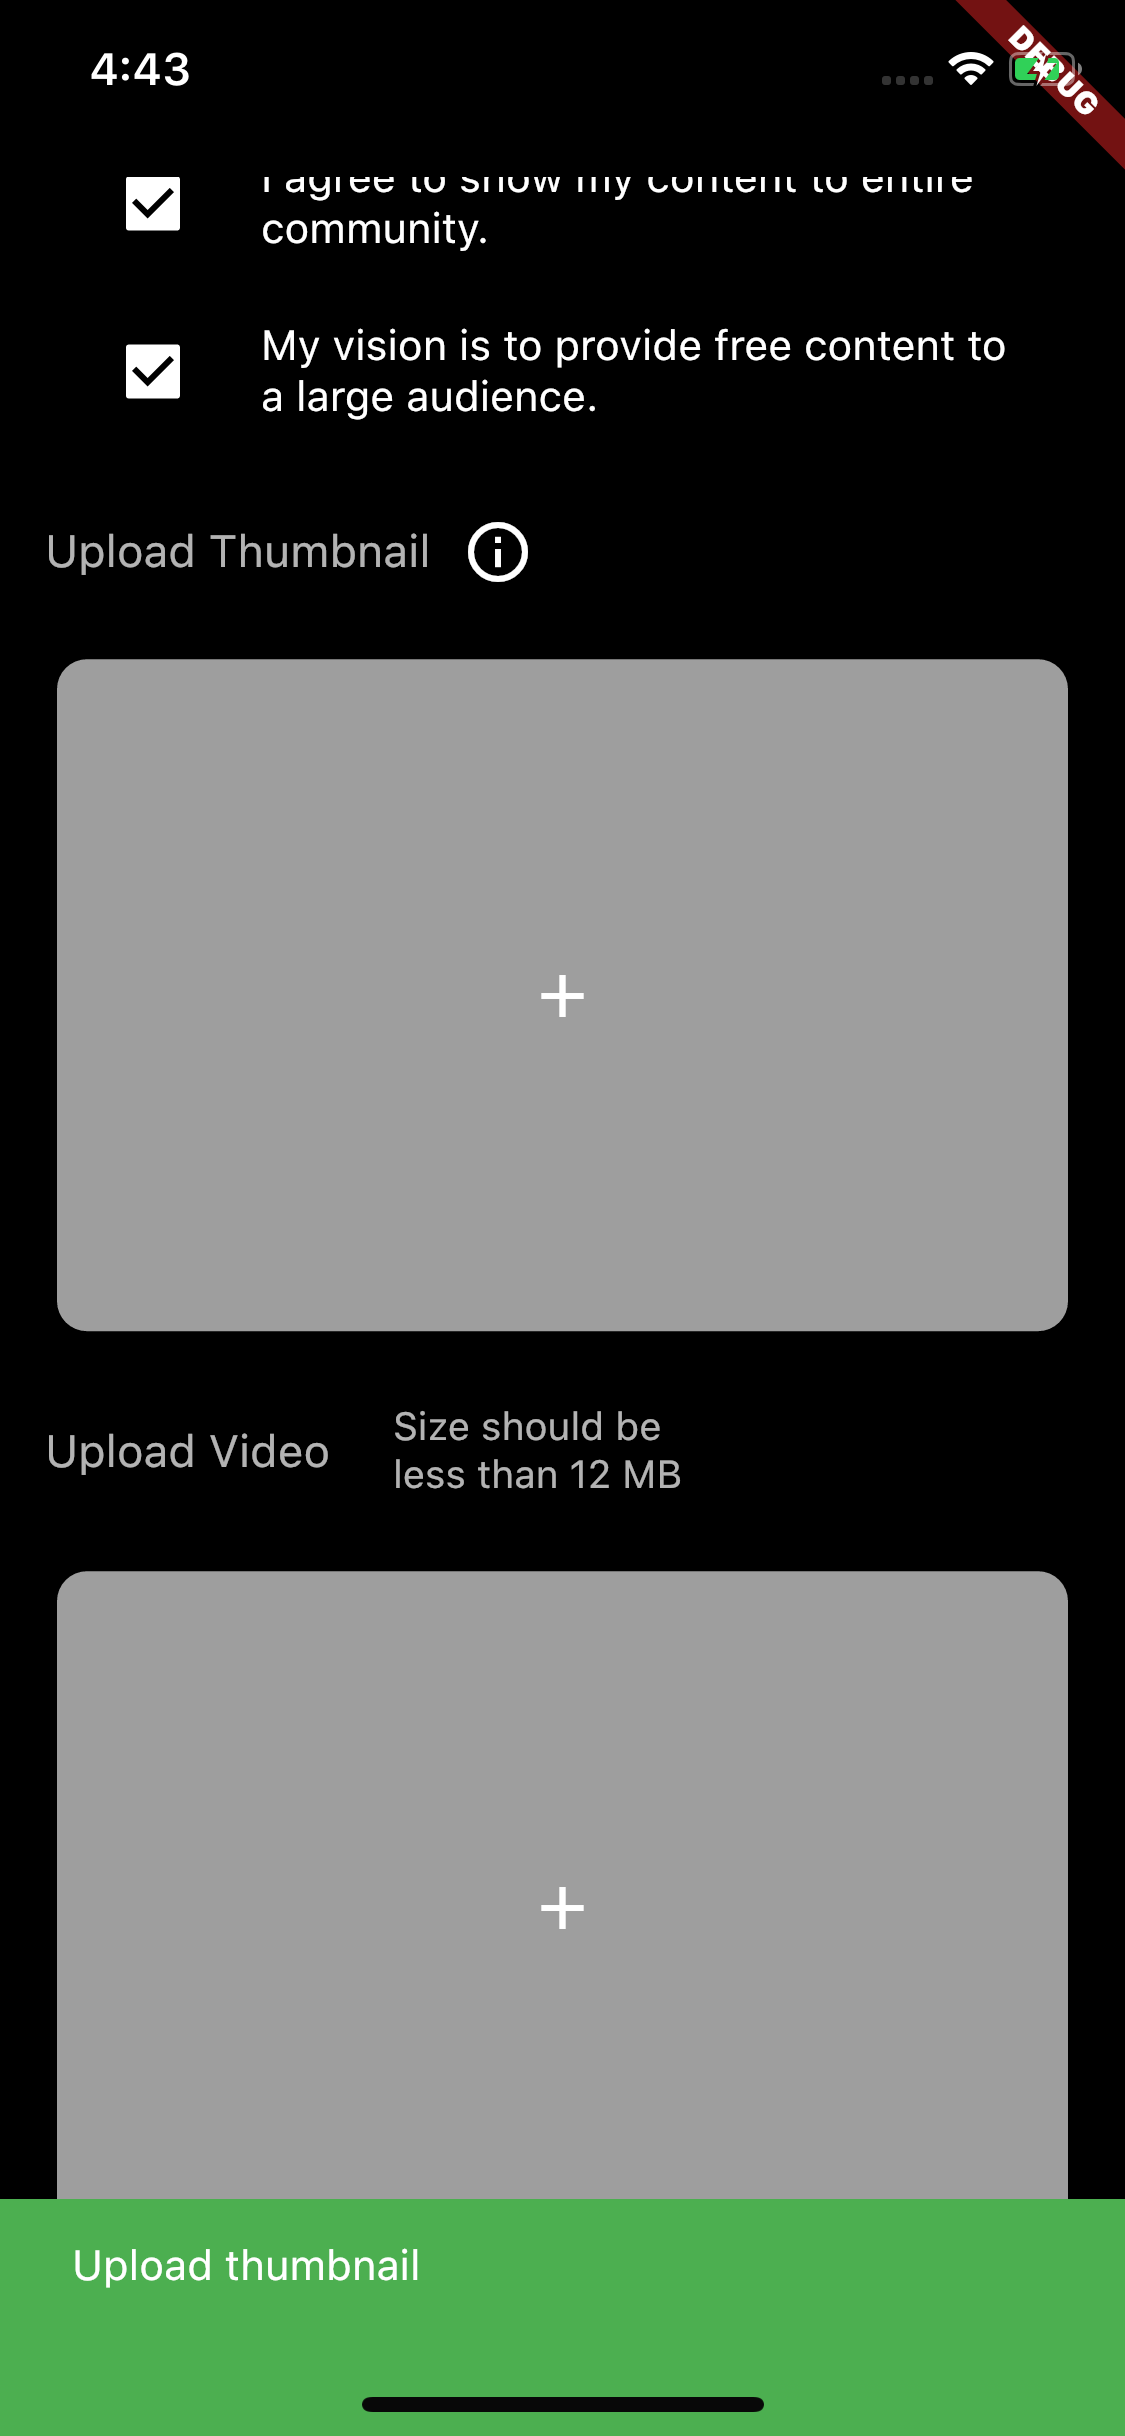 4:43
DEBUG
I agree to show my content to entire
community.
My vision is to provide free content to
a large audience.
Upload Thumbnail
Upload Video
Size should be
less than 12 MB
Upload thumbnail